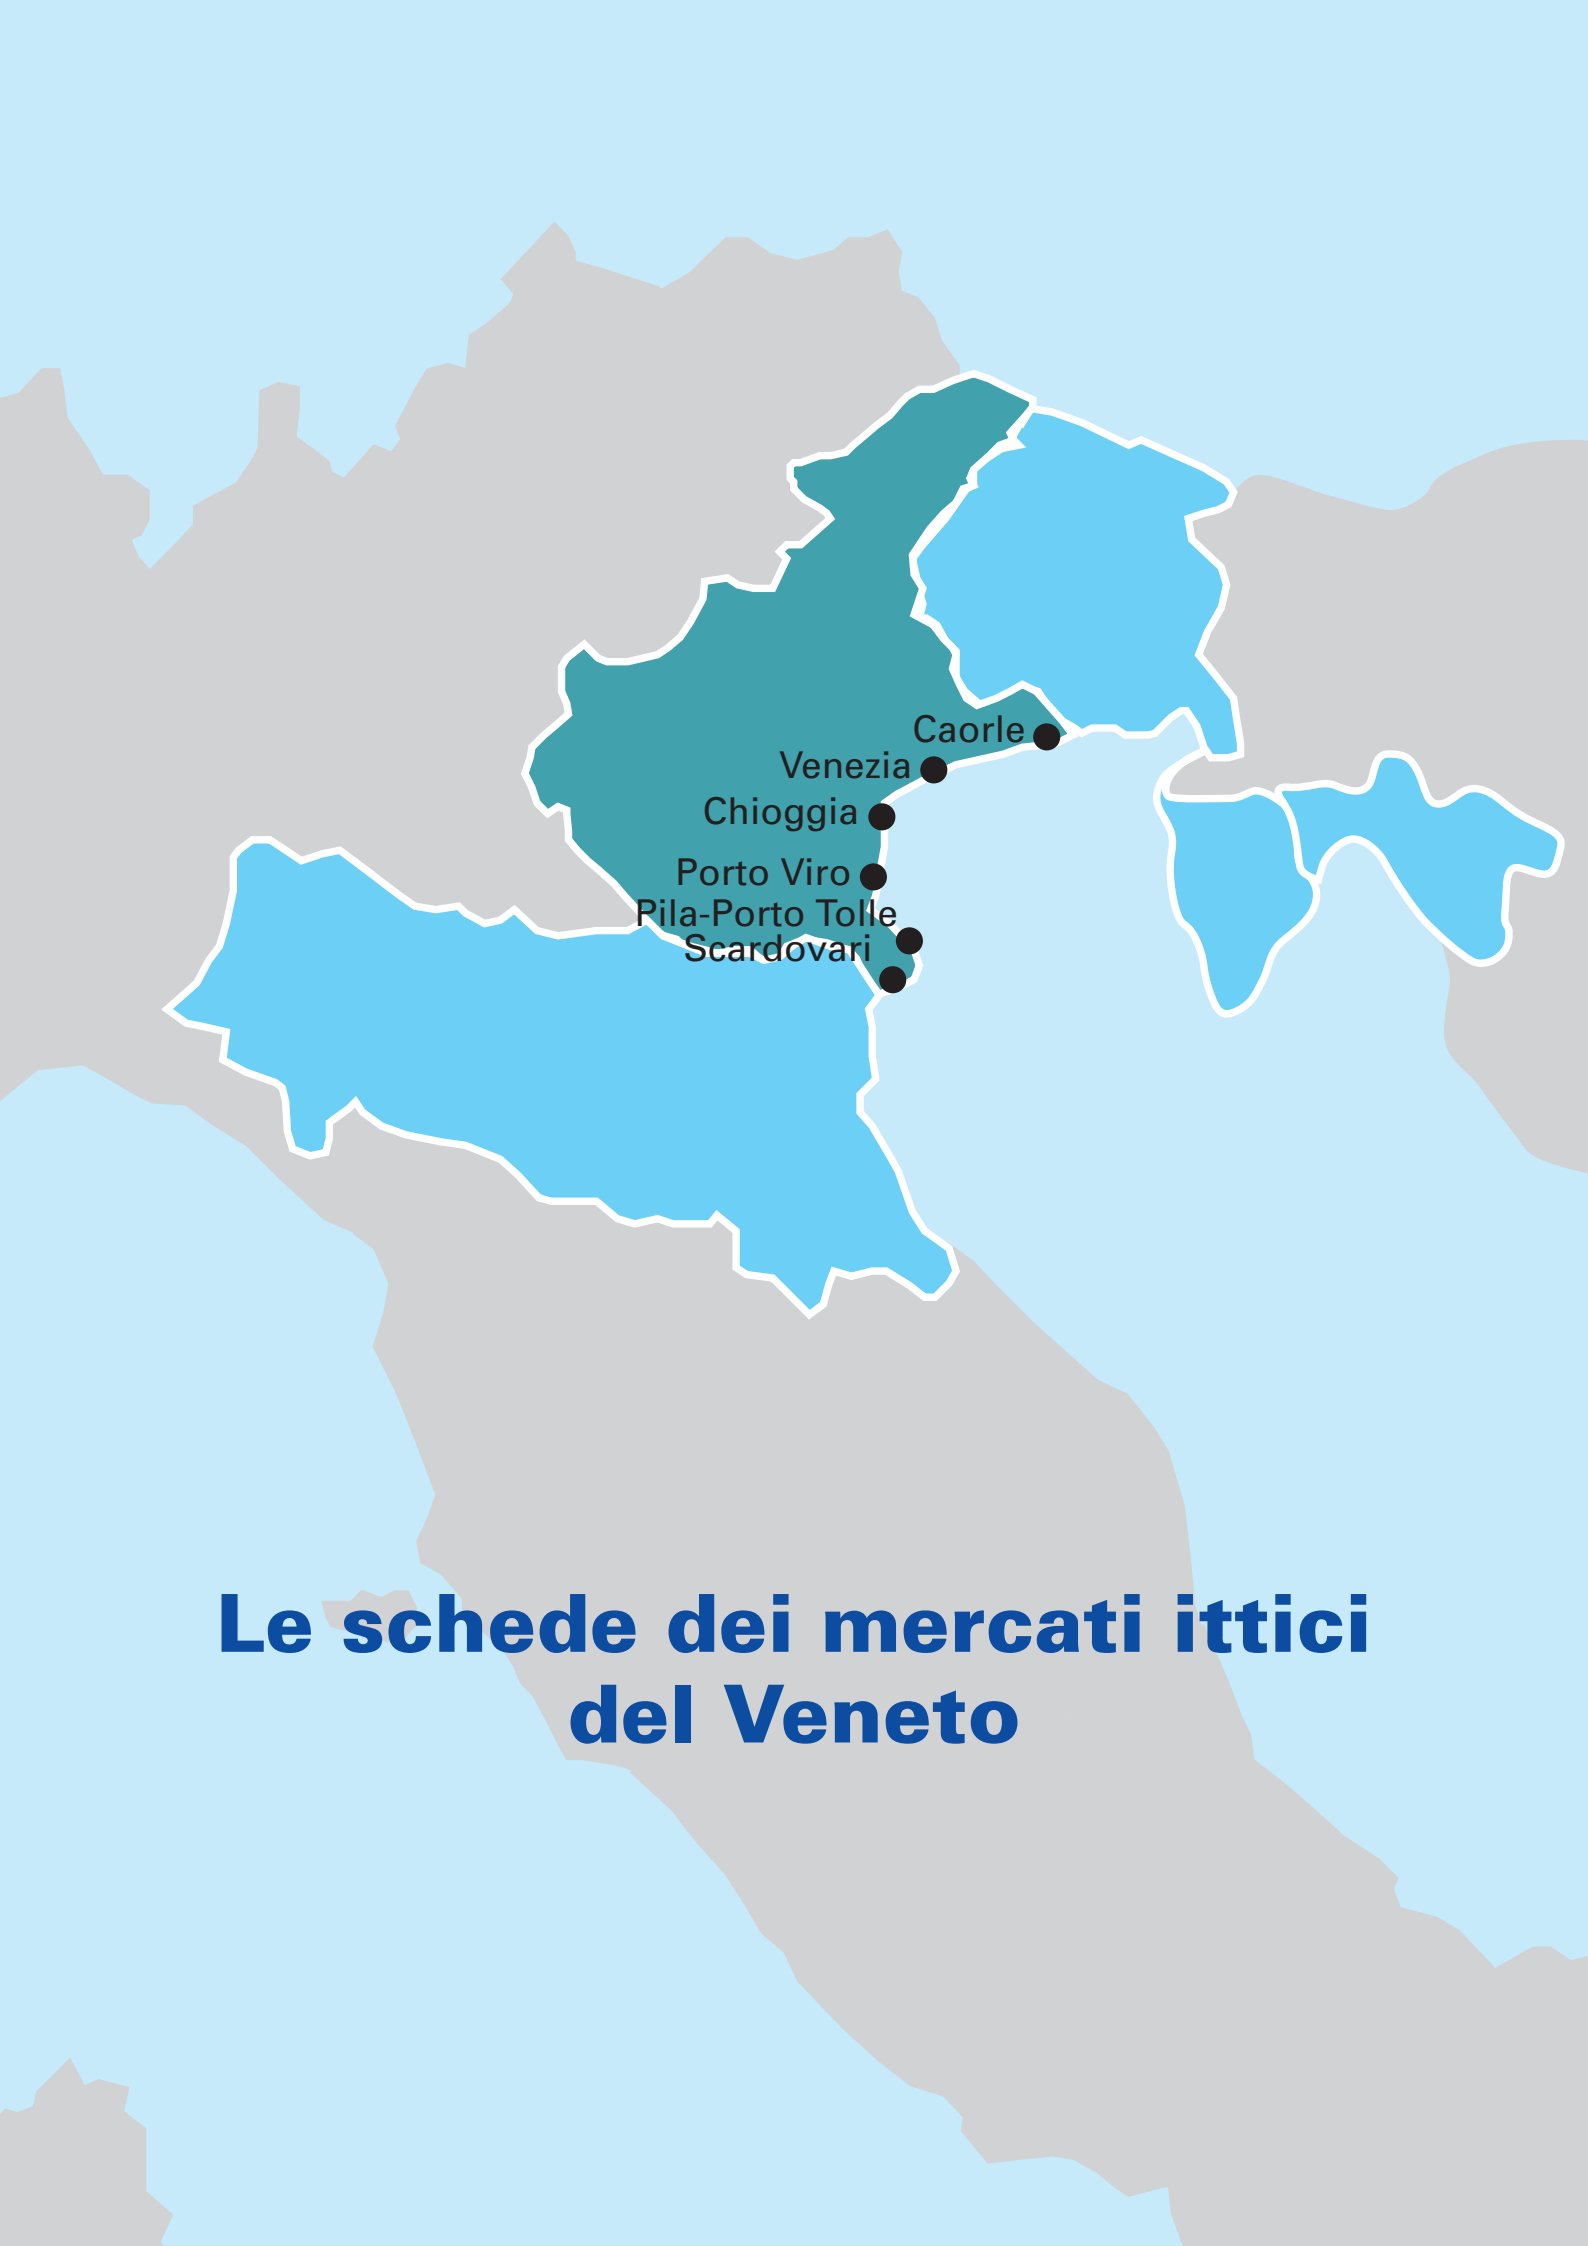 Caorle
Venezia
Chioggia
Porto Viro
Pila-Porto Tolle
Scardovari
Le schede dei mercati ittici
del Veneto